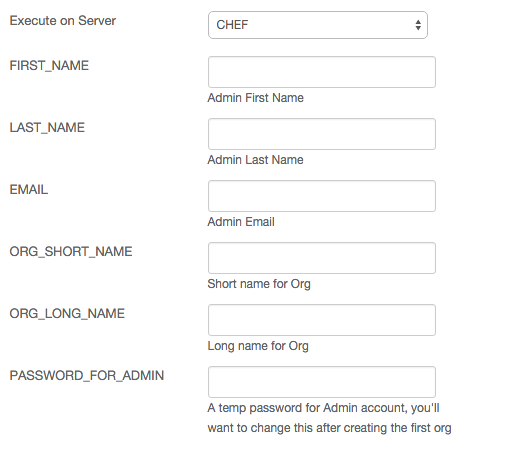 Execute on Server
CHEF
FIRST_NAME
Admin First Name
LAST_NAME
Admin Last Name
EMAIL
Admin Email
ORG_SHORT_NAME
Short name for Org
ORG_LONG_NAME
Long name for Org
PASSWORD_FOR_ADMIN
A temp password for Admin account, you'll
want to change this after creating the first org